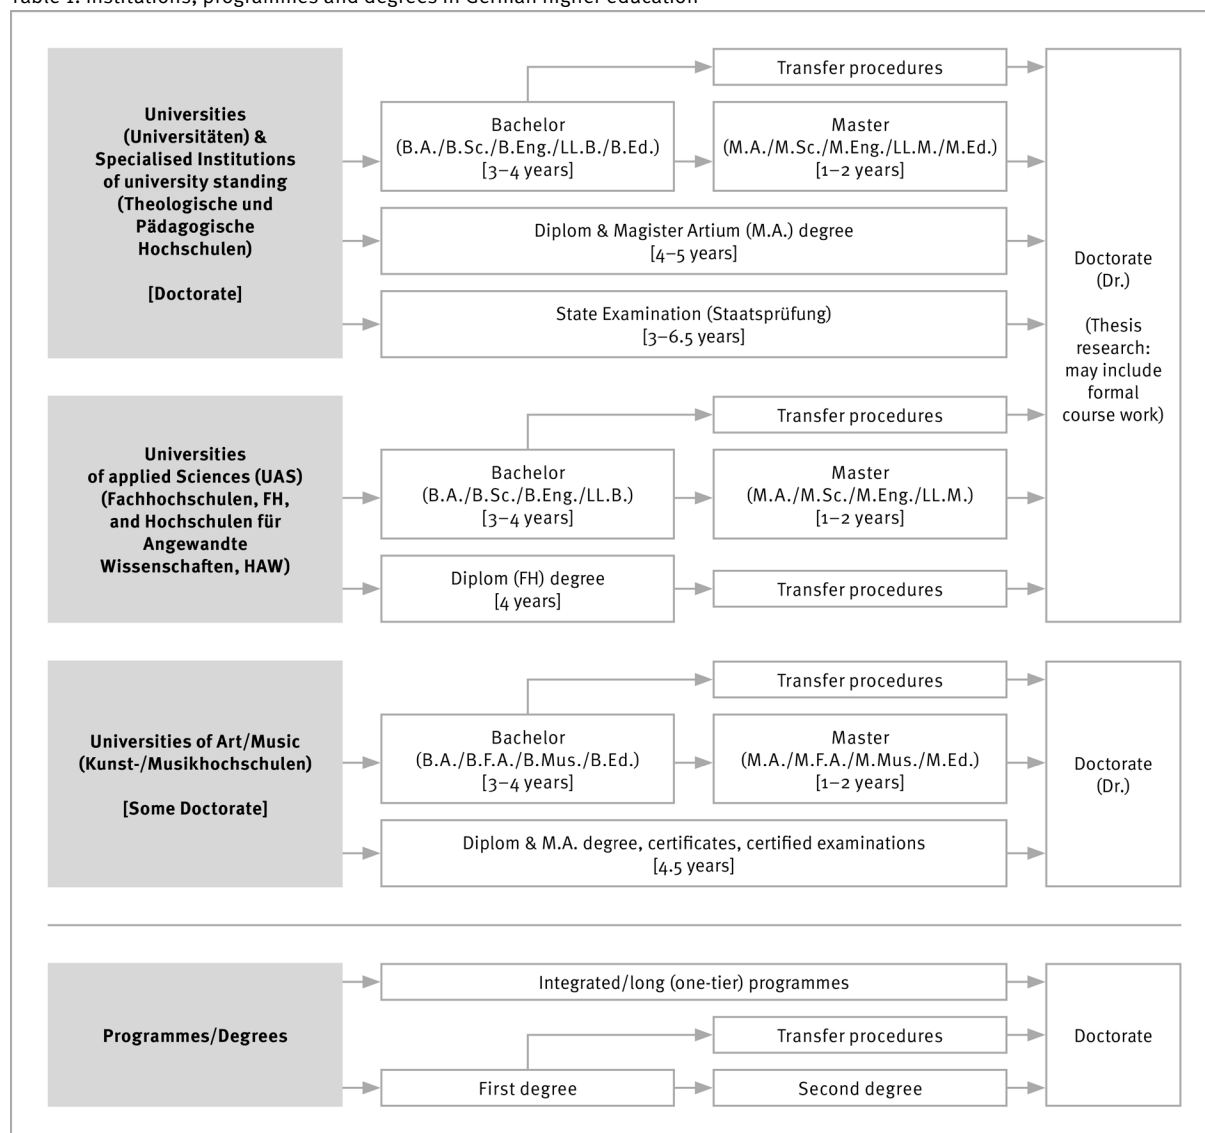 Table 1: Institutions, programmes and degrees in German higher education
Universities
(Universitäten) &
Specialised Institutions
of university standing
(Theologische und
Pädagogische
Hochschulen)
[Doctorate]
Transfer procedures
Bachelor
(B.A./B.Sc./B.Eng./LL.B./B.Ed.)
[3–4 years]
Master
(M.A./M.Sc./M.Eng./LL.M./M.Ed.)
[1–2 years]
Diplom & Magister Artium (M.A.) degree
[4–5 years]
State Examination (Staatsprüfung)
[3–6.5 years]
Doctorate
(Dr.)
(Thesis
research:
may include
formal
course work)
Universities
of applied Sciences (UAS)
(Fachhochschulen, FH,
and Hochschulen für
Angewandte
Wissenschaften, HAW)
Transfer procedures
Bachelor
(B.A./B.Sc./B.Eng./LL.B.)
[3–4 years]
Master
(M.A./M.Sc./M.Eng./LL.M.)
[1–2 years]
Diplom (FH) degree
[4 years]
Transfer procedures
Universities of Art/Music
(Kunst-/Musikhochschulen)
[Some Doctorate]
Transfer procedures
Bachelor
(B.A./B.F.A./B.Mus./B.Ed.)
[3–4 years]
Master
(M.A./M.F.A./M.Mus./M.Ed.)
[1–2 years]
Diplom & M.A. degree, certificates, certified examinations
[4.5 years]
Doctorate
(Dr.)
Programmes/Degrees
Integrated/long (one-tier) programmes
Transfer procedures
First degree
Second degree
Doctorate